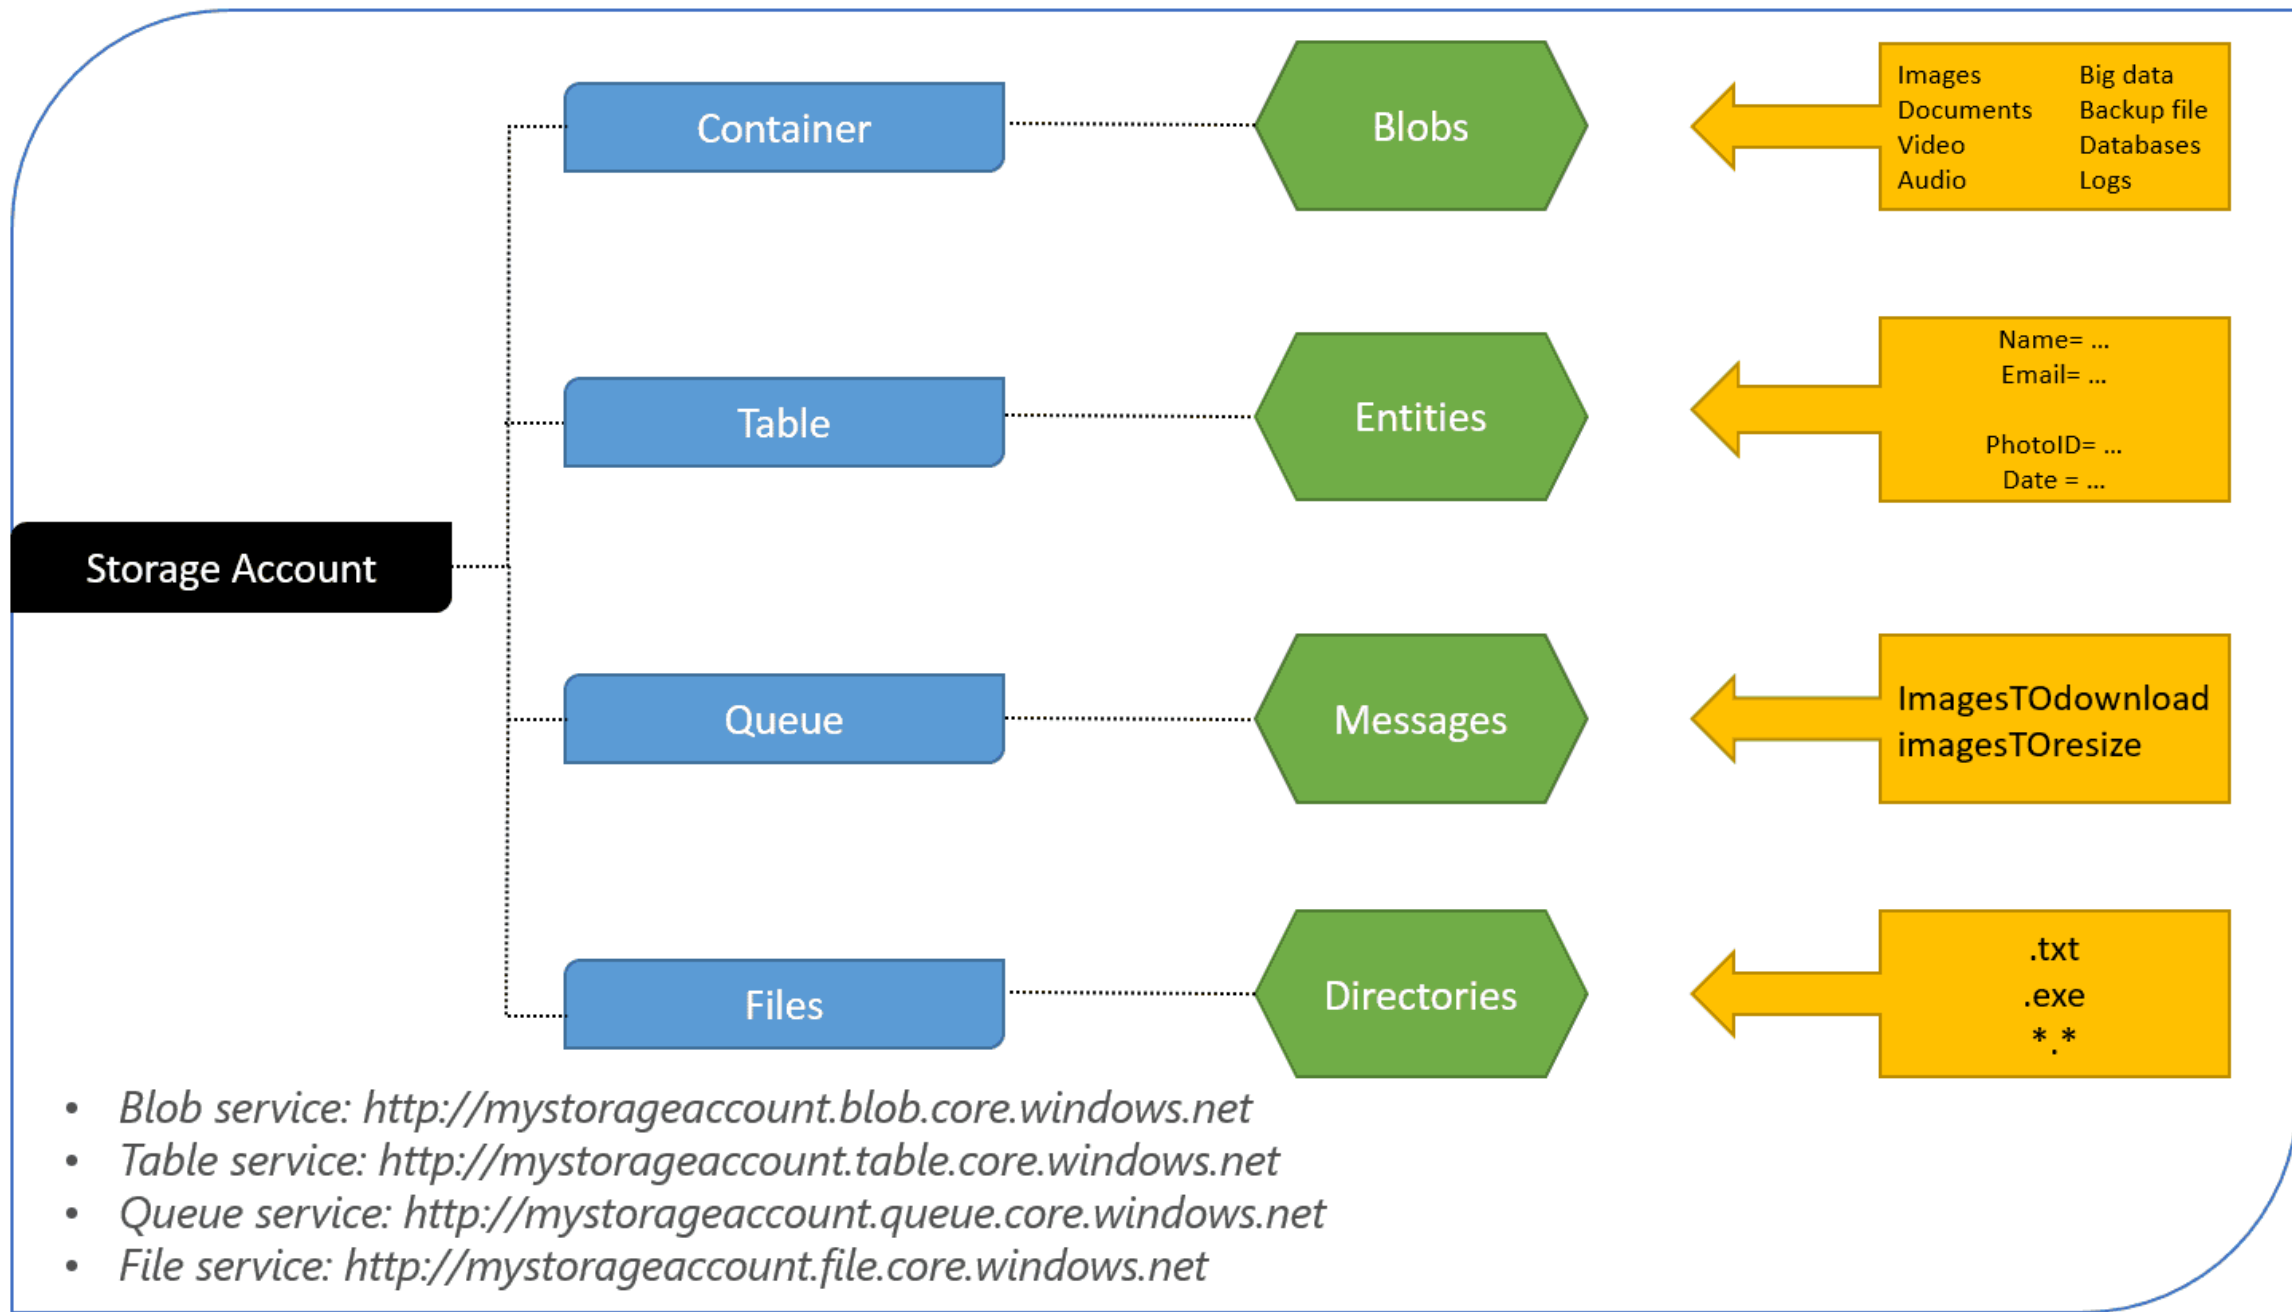 Container
Blobs
Images
Documents
Video
Audio
Big data
Backup file
Databases
Logs
Table
Entities
Name= ...
Email= ...
PhotoID= ...
Date = ...
Storage Account
Queue
Messages
ImagesTOdownload
imagesTOresize
Files
Directories
.txt
.exe
*.*
• Blob service: http://mystorageaccount.blob.core.windows.net
• Table service: http://mystorageaccount.table.core.windows.net
• Queue service: http://mystorageaccount.queue.core.windows.net
• File service: http://mystorageaccount.file.core.windows.net